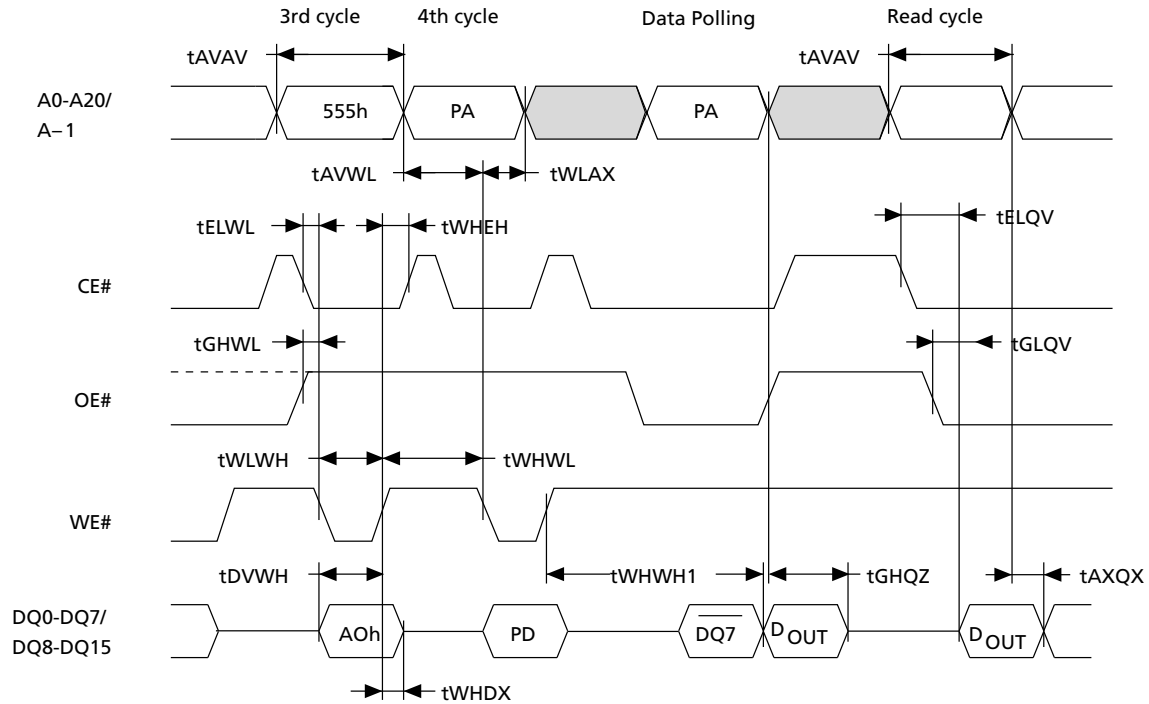 3rd cycle 4th cycle Data Polling Read cycle
tAVAV tAVAV
A0-A20/
A–1
555h PA PA
tAVWL tWLAX
tELWL tWHEH tELQV
CE#
tGHWL tGLQV
OE#
tWLWH tWHWL
WE#
tDVWH tWHWH1 tGHQZ tAXQX
DQ0-DQ7/
DQ8-DQ15
AOh PD DQ7 DOUT DOUT
tWHDX